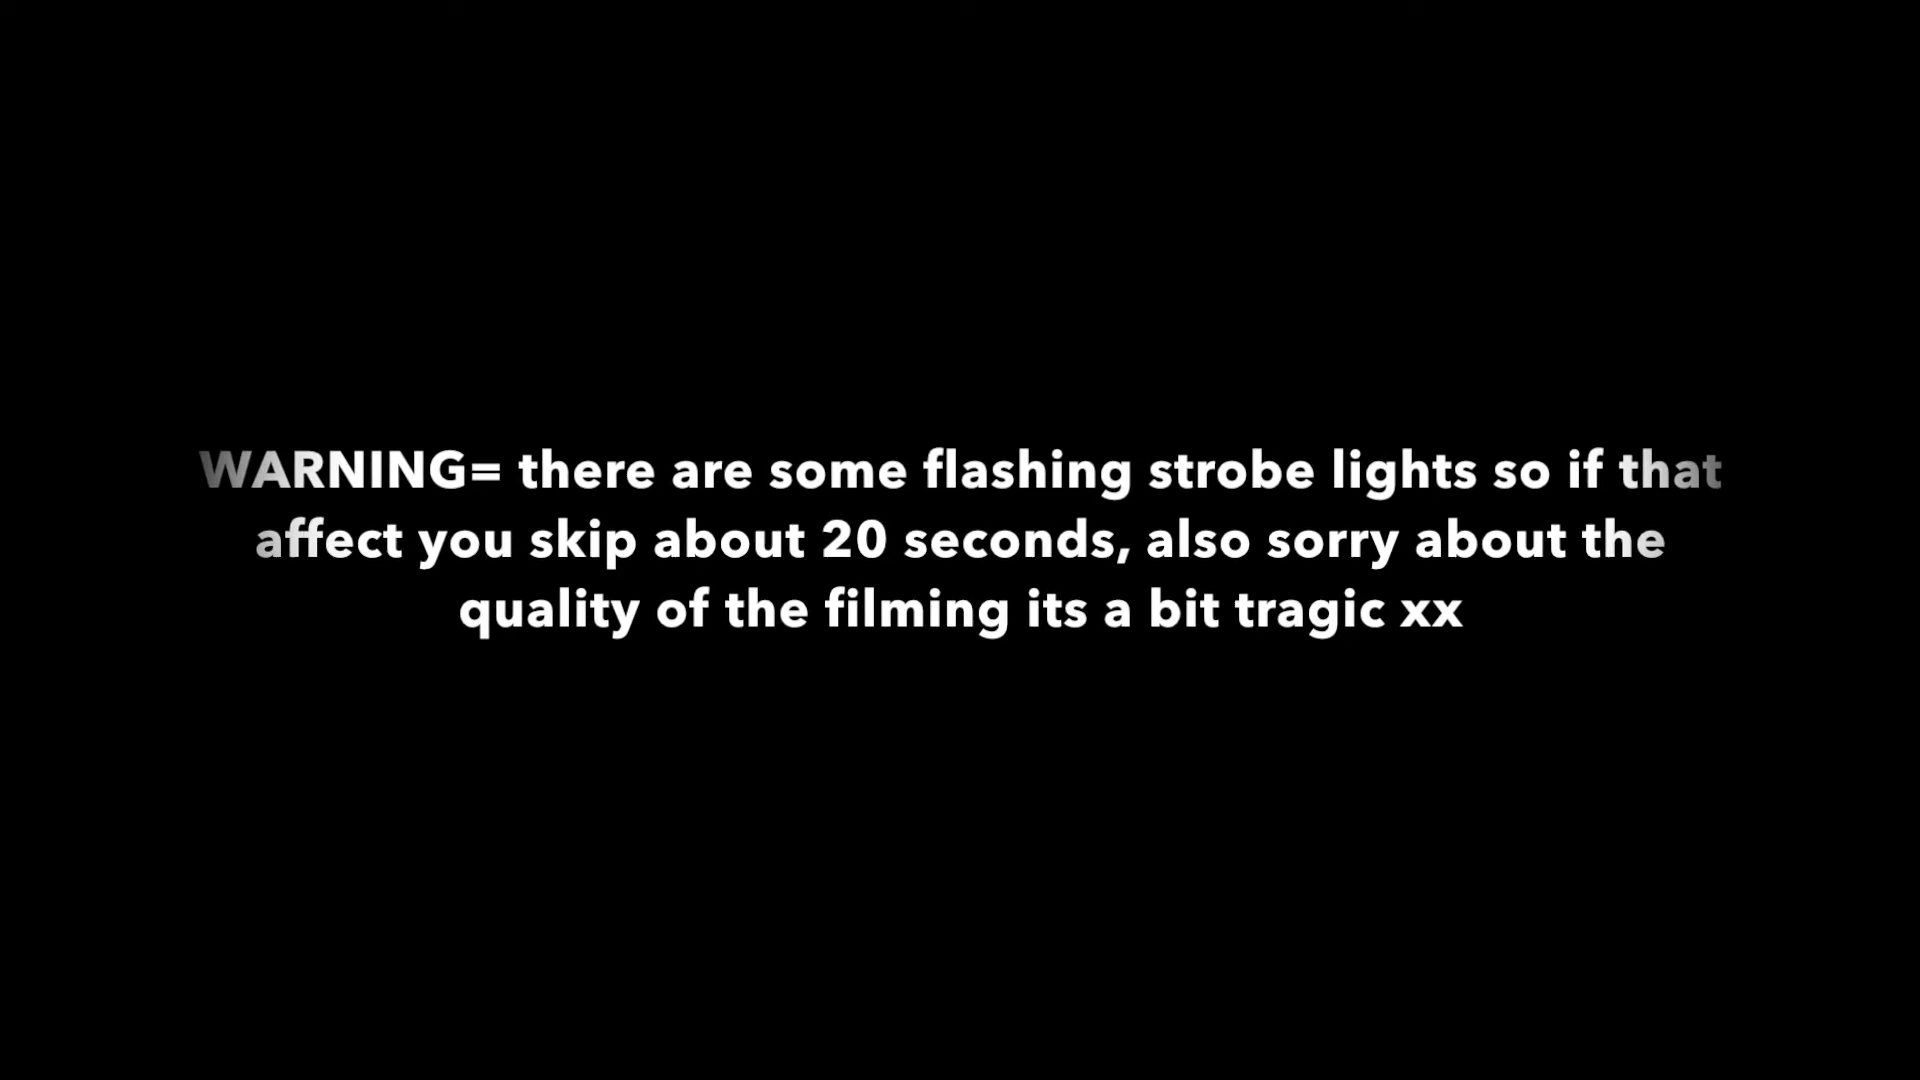 WARNING= there are some flashing strobe lights so if that
affect you skip about 20 seconds, also sorry about the
quality of the filming its a bit tragic xx